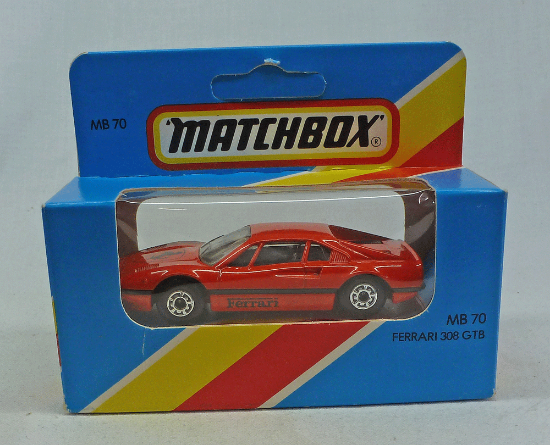 MB 70
"MATCHBOX"®
Ferrari
MB 70
FERRARI 308 GTB